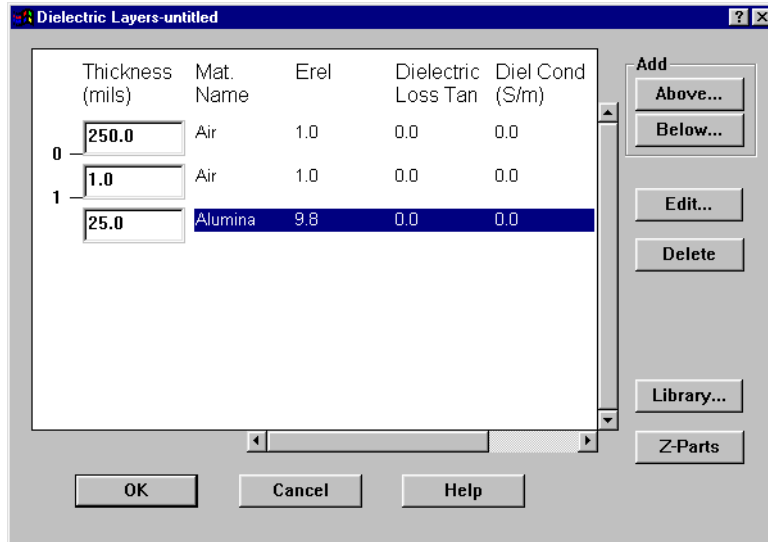 Dielectric Layers-untitled
Thickness (mils) Mat. Name Erel Dielectric Loss Tan Diel Cond (S/m)
250.0 Air 1.0 0.0 0.0
0
1.0 Air 1.0 0.0 0.0
1
25.0 Alumina 9.8 0.0 0.0
Add
Above...
Below...
Edit...
Delete
Library...
Z-Parts
OK Cancel Help